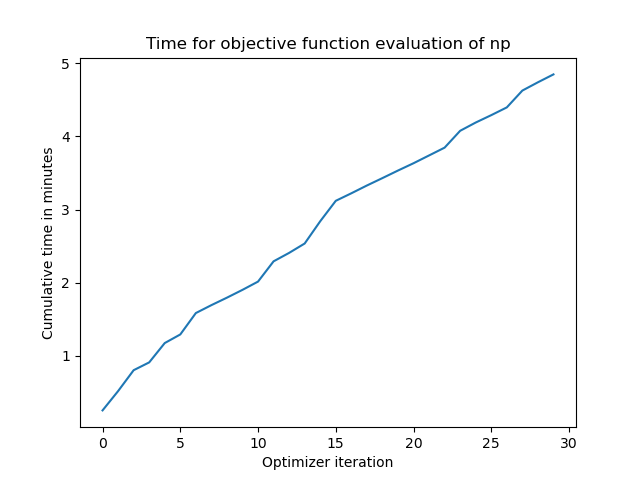 Time for objective function evaluation of np
5
4
3
2
1
Cumulative time in minutes
0 5 10 15 20 25 30
Optimizer iteration